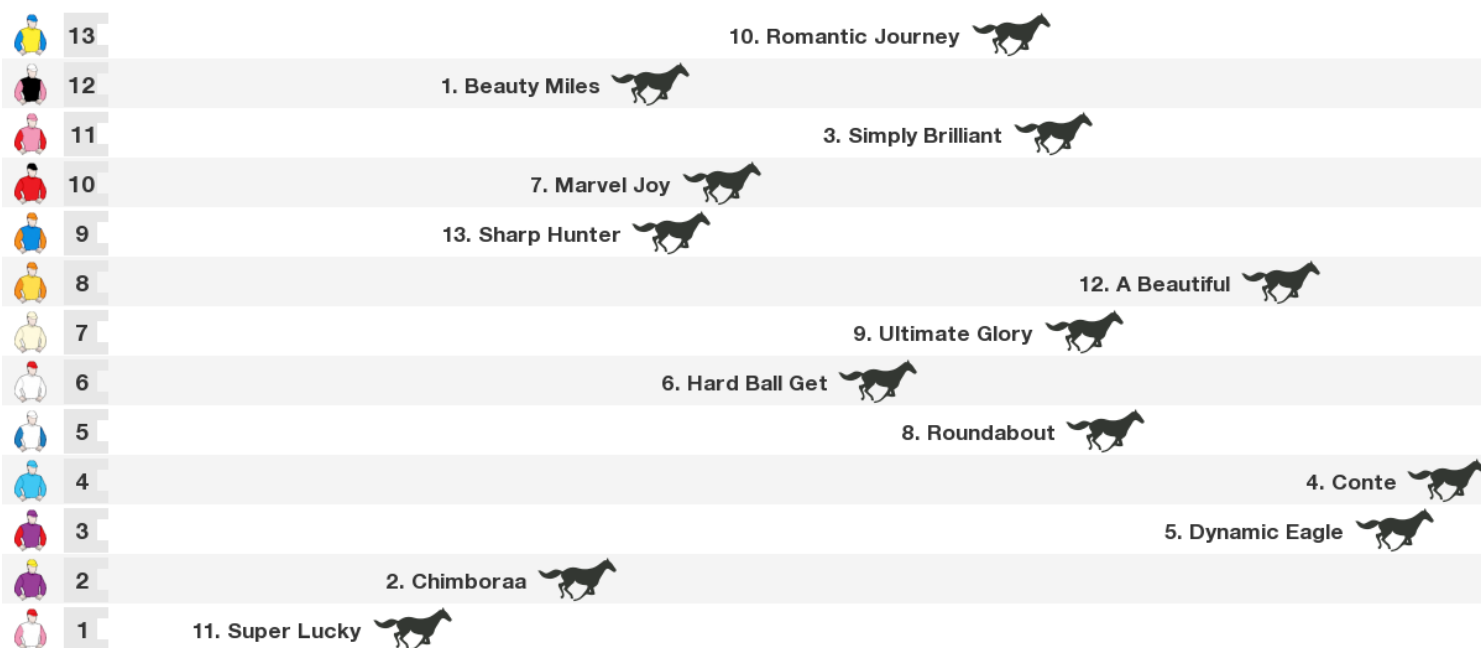 13 10. Romantic Journey
12 1. Beauty Miles
11 3. Simply Brilliant
10 7. Marvel Joy
9 13. Sharp Hunter
8 12. A Beautiful
7 9. Ultimate Glory
6 6. Hard Ball Get
5 8. Roundabout
4 4. Conte
3 5. Dynamic Eagle
2 2. Chimboraa
1 11. Super Lucky